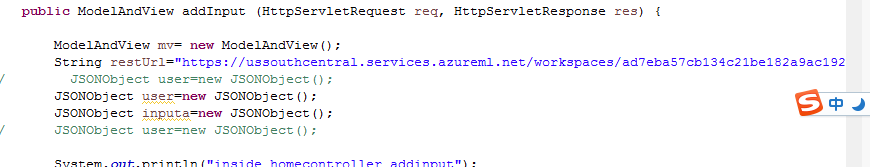 public ModelAndView addInput (HttpServletRequest req, HttpServletResponse res) {
ModelAndView mv= new ModelAndView();
String restUrl="https://ussouthcentral.services.azureml.net/workspaces/ad7eba57cb134c21be182a9ac192
/ JSONObject user=new JSONObject();
JSONObject user=new JSONObject();
JSONObject inputa=new JSONObject();
/ JSONObject user=new JSONObject();
S 中
System.out.println("inside homecontroller addinput");